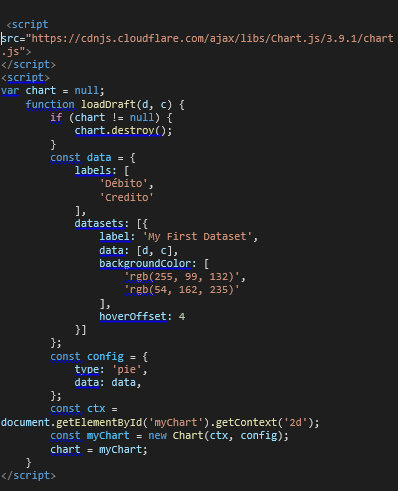 <script
src="https://cdnjs.cloudflare.com/ajax/libs/Chart.js/3.9.1/chart
.js">
</script>
<script>
var chart = null;
function loadDraft(d, c) {
if (chart != null) {
chart.destroy();
}
const data = {
labels: [
'Débito',
'Credito'
],
datasets: [{
label: 'My First Dataset',
data: [d, c],
backgroundColor: [
'rgb(255, 99, 132)',
'rgb(54, 162, 235)'
],
hoverOffset: 4
}]
};
const config = {
type: 'pie',
data: data,
};
const ctx =
document.getElementById('myChart').getContext('2d');
const myChart = new Chart(ctx, config);
chart = myChart;
}
</script>